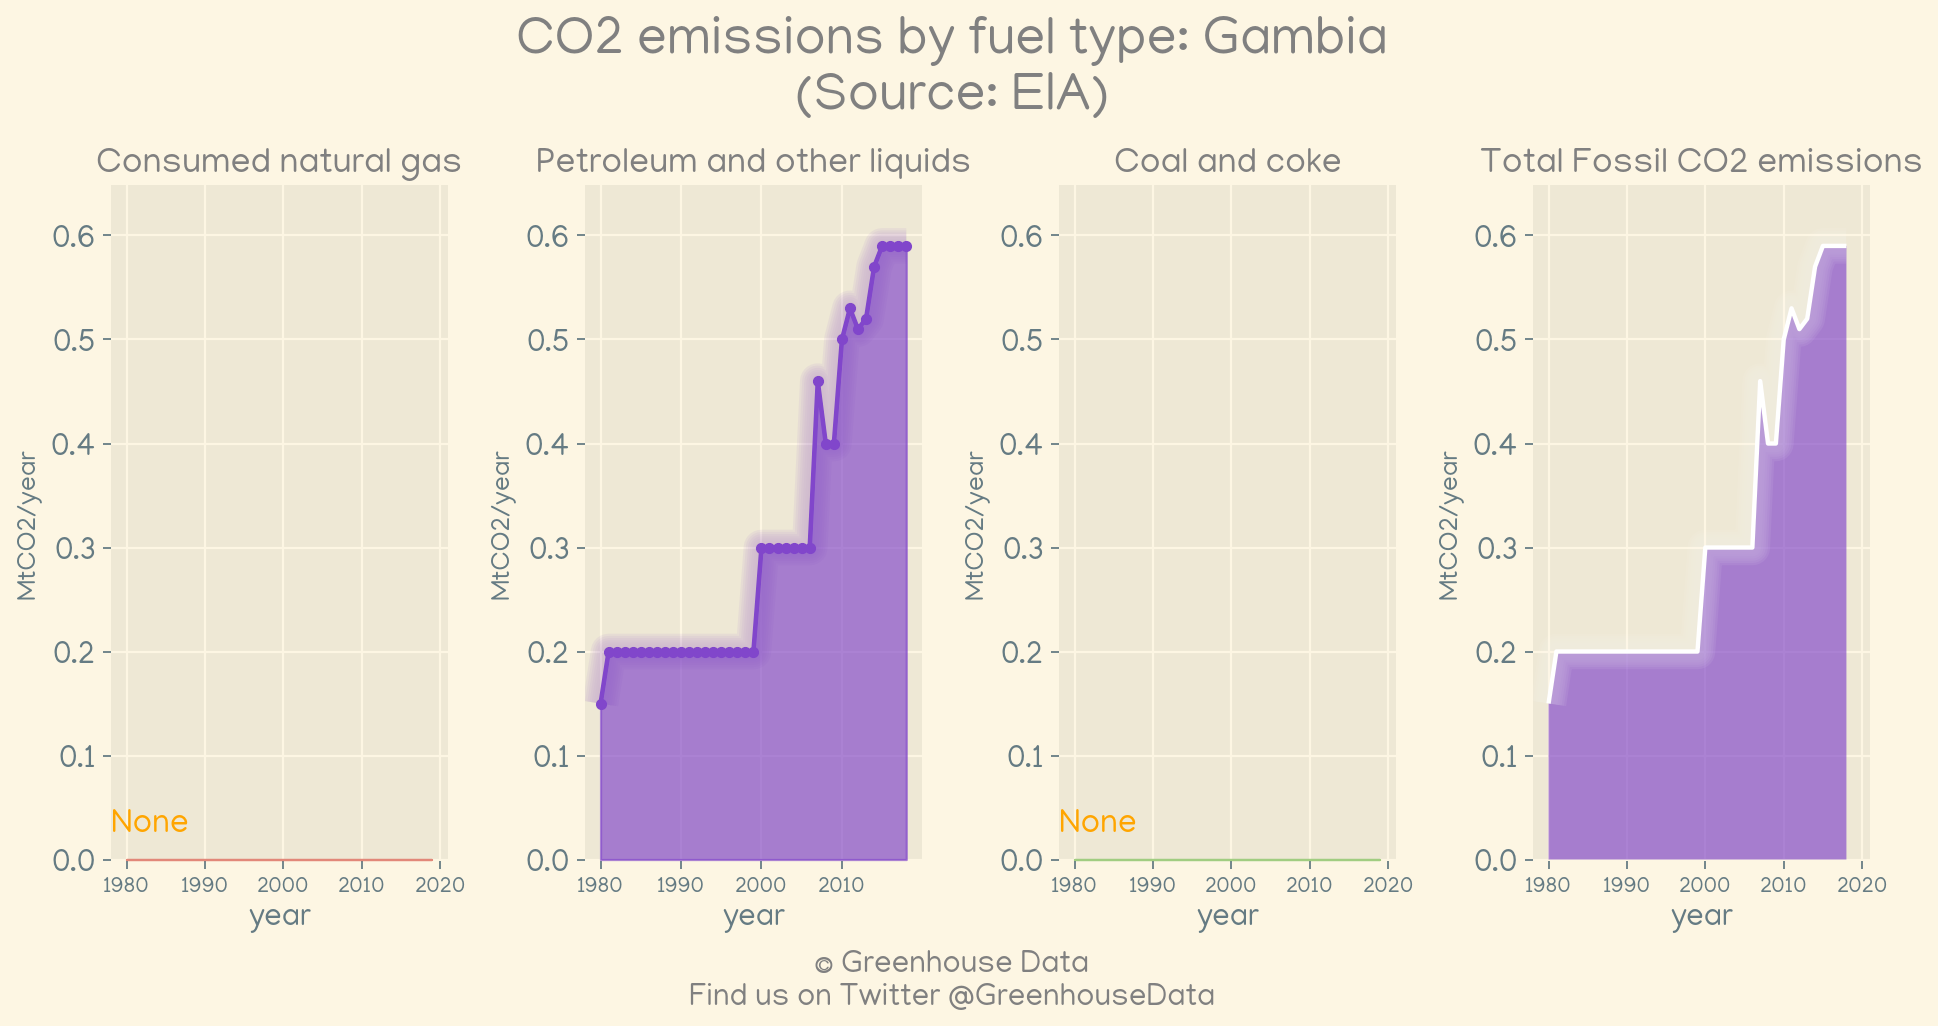 CO2 emissions by fuel type: Gambia
(Source: EIA)
Consumed natural gas
0.6
0.5
0.4
0.3
0.2
0.1
0.0
MtCO2/year
None
1980 1990 2000 2010 2020
year
Petroleum and other liquids
0.6
0.5
0.4
0.3
0.2
0.1
0.0
MtCO2/year
1980 1990 2000 2010
year
Coal and coke
0.6
0.5
0.4
0.3
0.2
0.1
0.0
MtCO2/year
None
1980 1990 2000 2010 2020
year
Total Fossil CO2 emissions
0.6
0.5
0.4
0.3
0.2
0.1
0.0
MtCO2/year
1980 1990 2000 2010 2020
year
© Greenhouse Data
Find us on Twitter @GreenhouseData